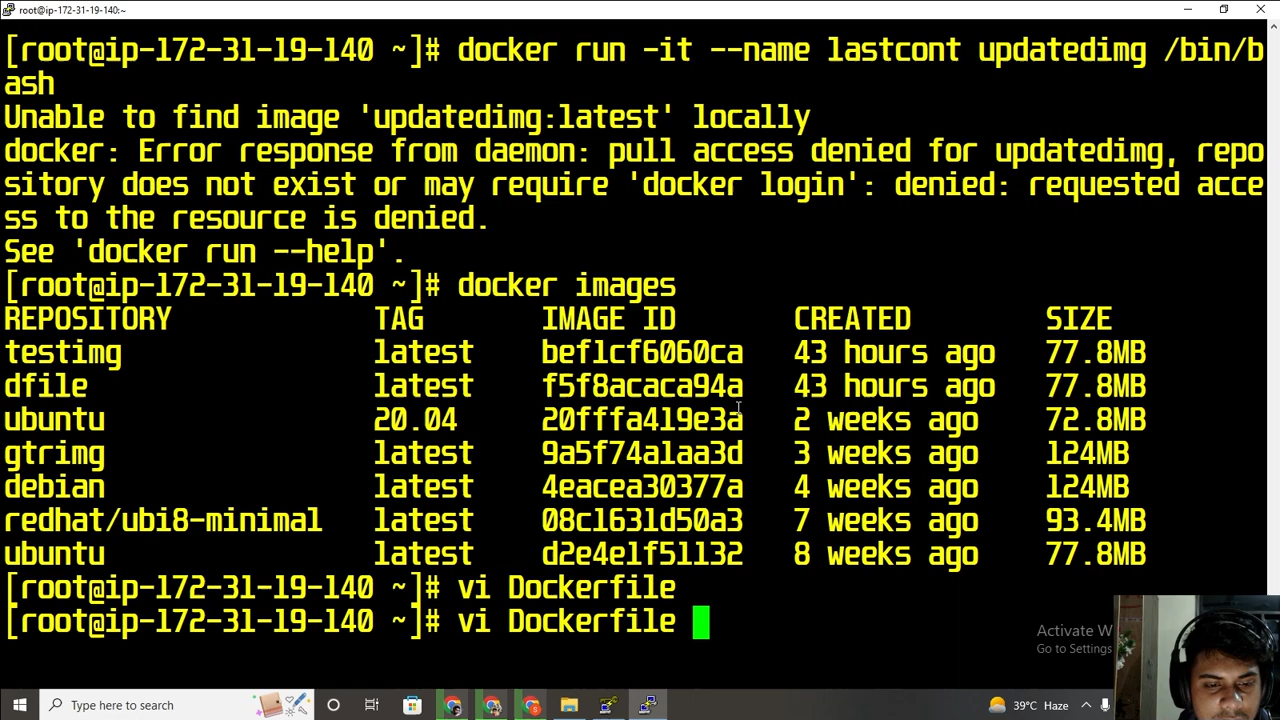 root@ip-172-31-19-140:~
[root@ip-172-31-19-140 ~]# docker run -it --name lastcont updatedimg /bin/b
ash
Unable to find image 'updatedimg:latest' locally
docker: Error response from daemon: pull access denied for updatedimg, repo
sitory does not exist or may require 'docker login': denied: requested acce
ss to the resource is denied.
See 'docker run --help'.
[root@ip-172-31-19-140 ~]# docker images
REPOSITORY TAG IMAGE ID CREATED SIZE
testimg latest bef1cf6060ca 43 hours ago 77.8MB
dfile latest f5f8acaca94a 43 hours ago 77.8MB
ubuntu 20.04 20fffa419e3a 2 weeks ago 72.8MB
gtrimg latest 9a5f74a1aa3d 3 weeks ago 124MB
debian latest 4eacea30377a 4 weeks ago 124MB
redhat/ubi8-minimal latest 08c1631d50a3 7 weeks ago 93.4MB
ubuntu latest d2e4e1f51132 8 weeks ago 77.8MB
[root@ip-172-31-19-140 ~]# vi Dockerfile
[root@ip-172-31-19-140 ~]# vi Dockerfile
Activate W
Go to Settings
Type here to search
39°C Haze